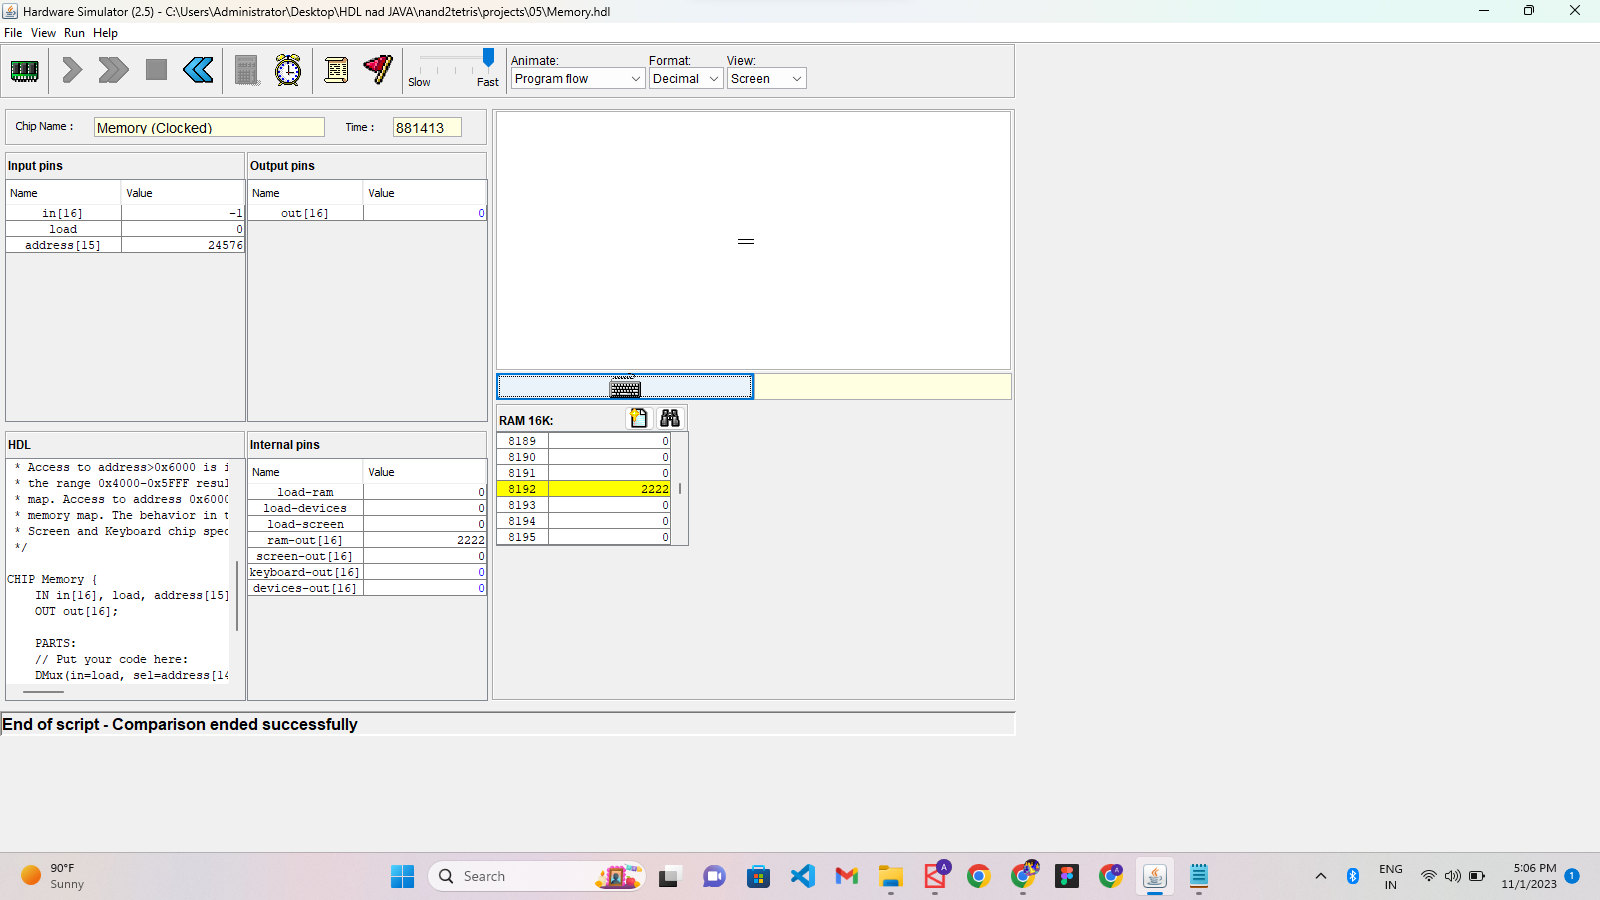 Hardware Simulator (2.5) - C:\Users\Administrator\Desktop\HDL nad JAVA\nand2tetris\projects\05\Memory.hdl
File View Run Help
Slow Fast
Animate: Format: View:
Program flow Decimal Screen
Chip Name : Memory (Clocked) Time : 881413
Input pins
Name Value
in[16] -1
load 0
address[15] 24576
Output pins
Name Value
out[16] 0
HDL
* Access to address>0x6000 is i
* the range 0x4000-0x5FFF resul
* map. Access to address 0x6000
* memory map. The behavior in t
* Screen and Keyboard chip spec
*/
CHIP Memory {
IN in[16], load, address[15]
OUT out[16];
PARTS:
// Put your code here:
DMux(in=load, sel=address[14
Internal pins
Name Value
load-ram 0
load-devices 0
load-screen 0
ram-out[16] 2222
screen-out[16] 0
keyboard-out[16] 0
devices-out[16] 0
RAM 16K:
8189 0
8190 0
8191 0
8192 2222
8193 0
8194 0
8195 0
End of script - Comparison ended successfully
90°F
Sunny
Search
A
A
ENG
IN
5:06 PM
11/1/2023
1